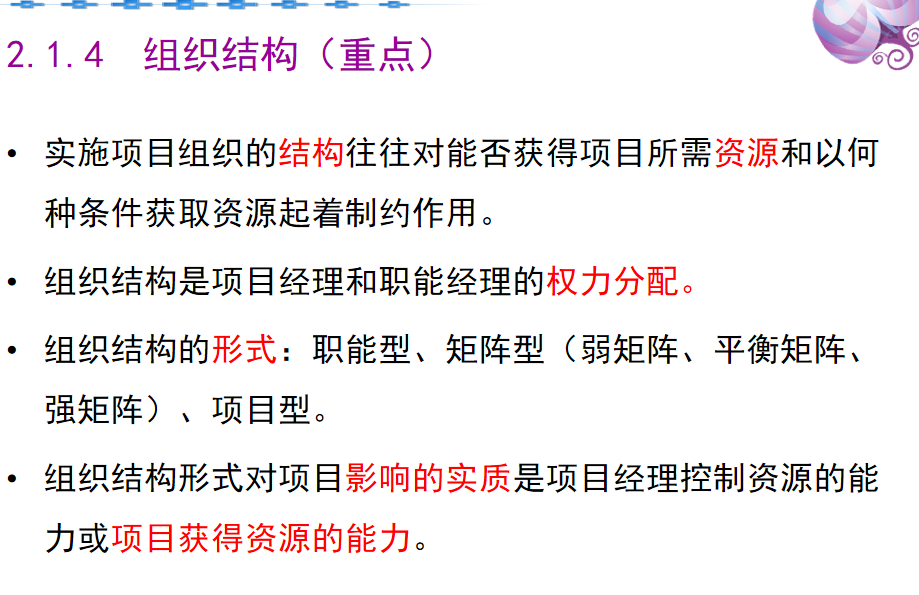 2.1.4 组织结构（重点）
• 实施项目组织的结构往往对能否获得项目所需资源和以何
种条件获取资源起着制约作用。
• 组织结构是项目经理和职能经理的权力分配。
• 组织结构的形式：职能型、矩阵型（弱矩阵、平衡矩阵、
强矩阵）、项目型。
• 组织结构形式对项目影响的实质是项目经理控制资源的能
力或项目获得资源的能力。